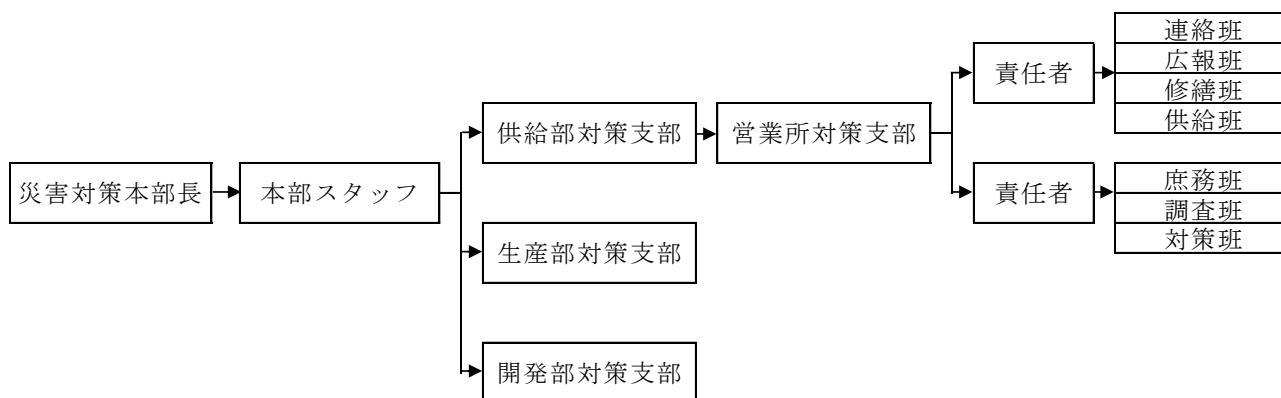 災害対策本部長
本部スタッフ
供給部対策支部
営業所対策支部
責任者
連絡班
広報班
修繕班
供給班
責任者
庶務班
調査班
対策班
生産部対策支部
開発部対策支部